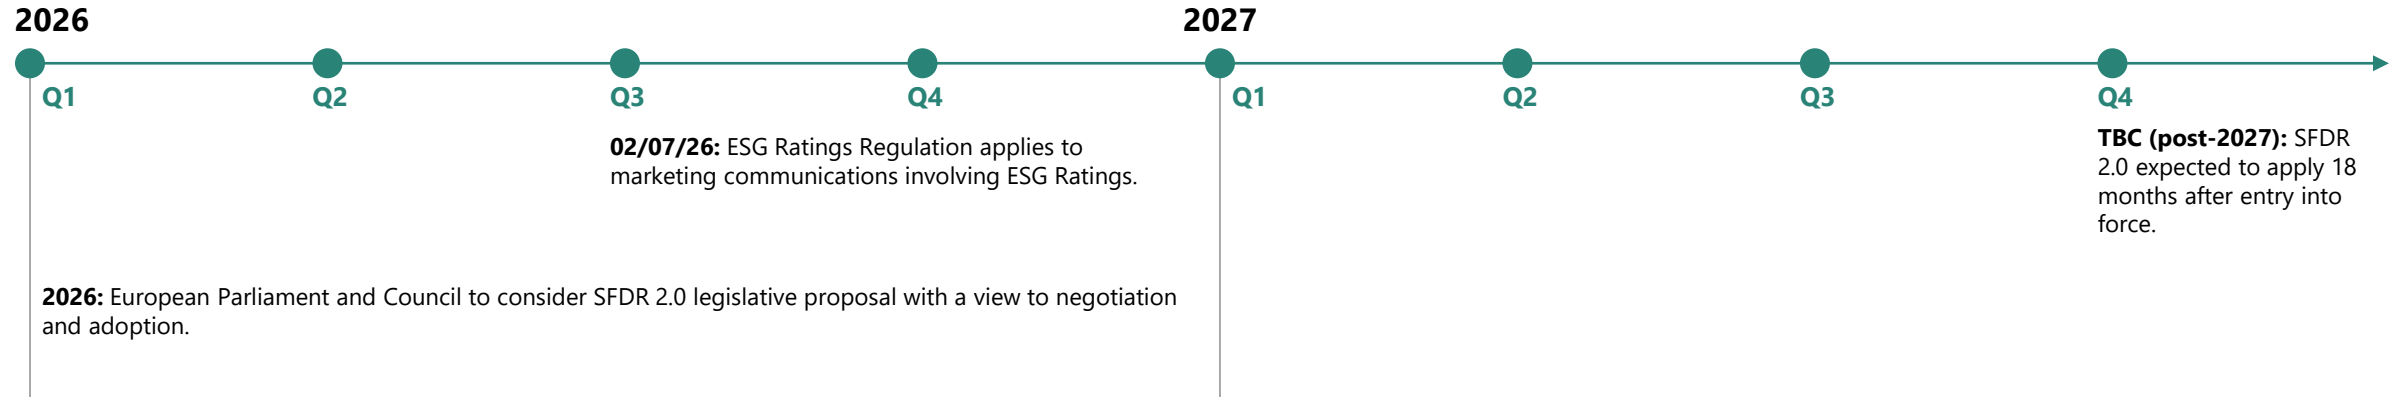 2026
2027
Q1
Q2
Q3
Q4
Q1
Q2
Q3
Q4
02/07/26: ESG Ratings Regulation applies to
marketing communications involving ESG Ratings.
TBC (post-2027): SFDR
2.0 expected to apply 18
months after entry into
force.
2026: European Parliament and Council to consider SFDR 2.0 legislative proposal with a view to negotiation
and adoption.